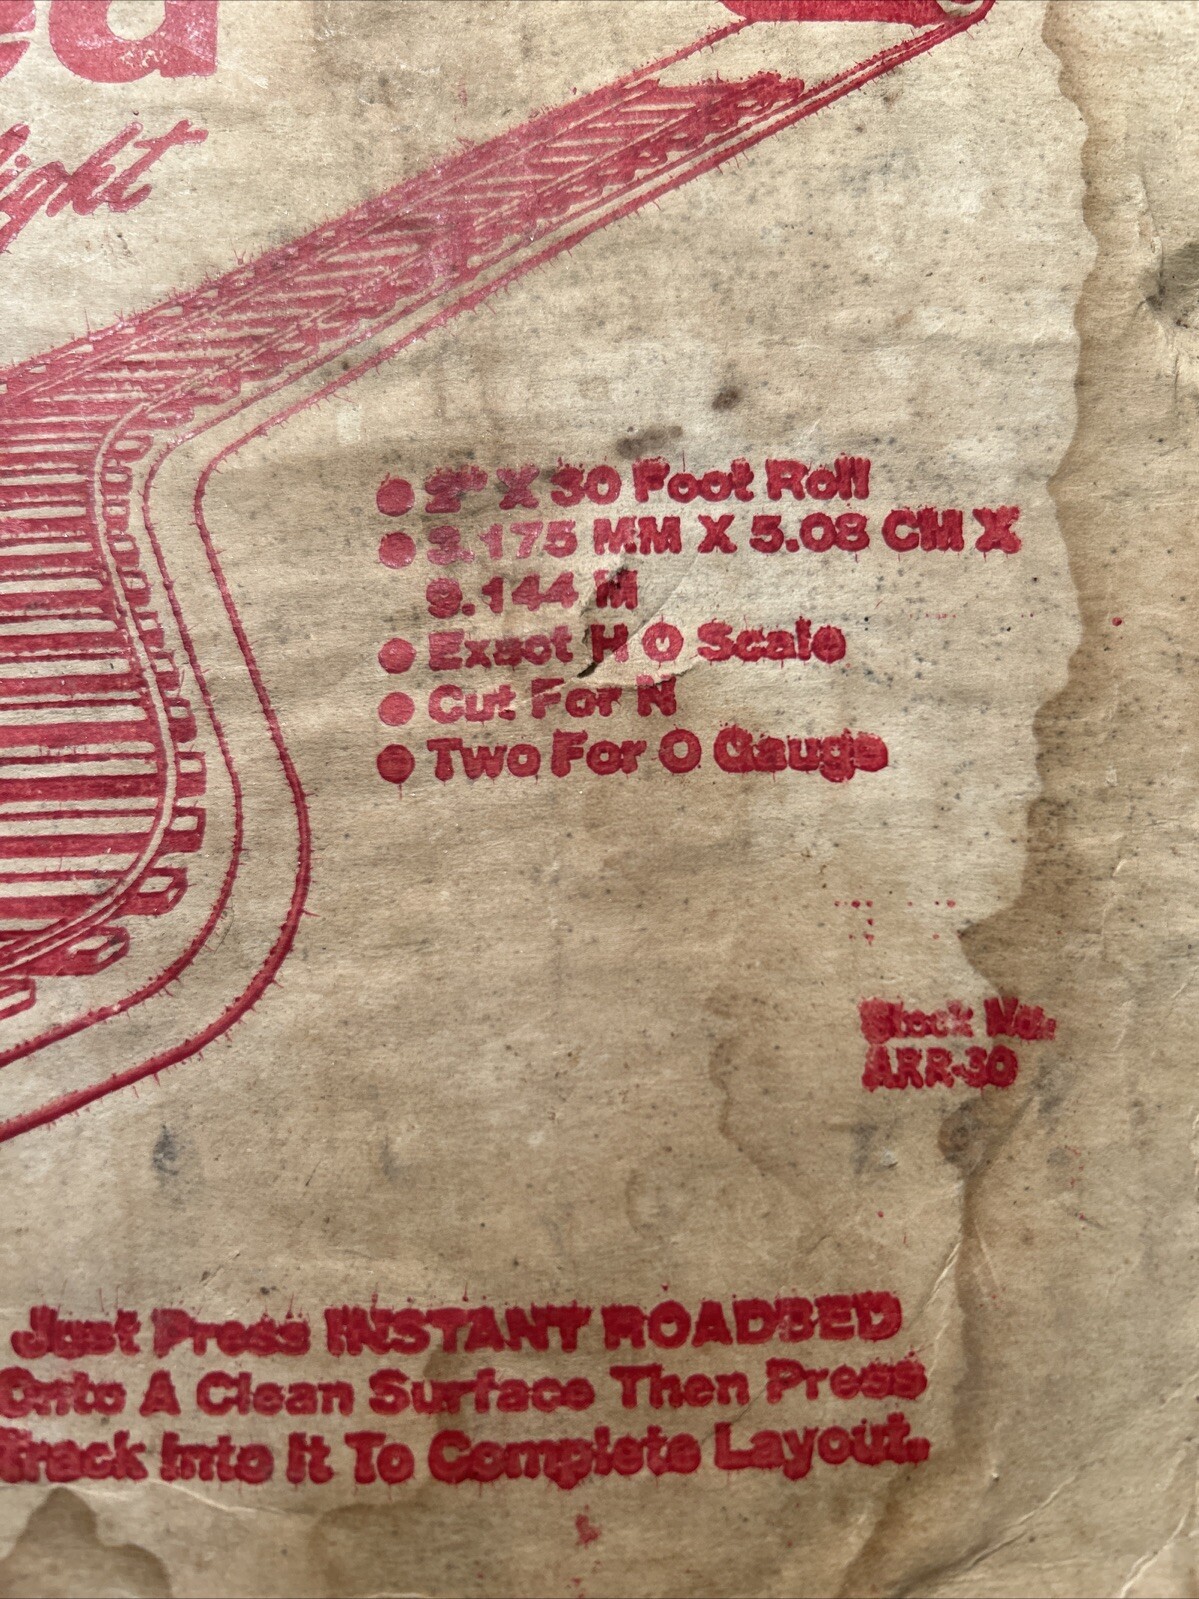 ed
ight
● 2" X 30 Foot Roll
● 3.175 MM X 5.08 CM X
9.144 M
● Exact H O Scale
● Cut For N
● Two For O Gauge
Stock No.
ARR-30
Just Press INSTANT ROADBED
Onto A Clean Surface Then Press
Track Into It To Complete Layout.